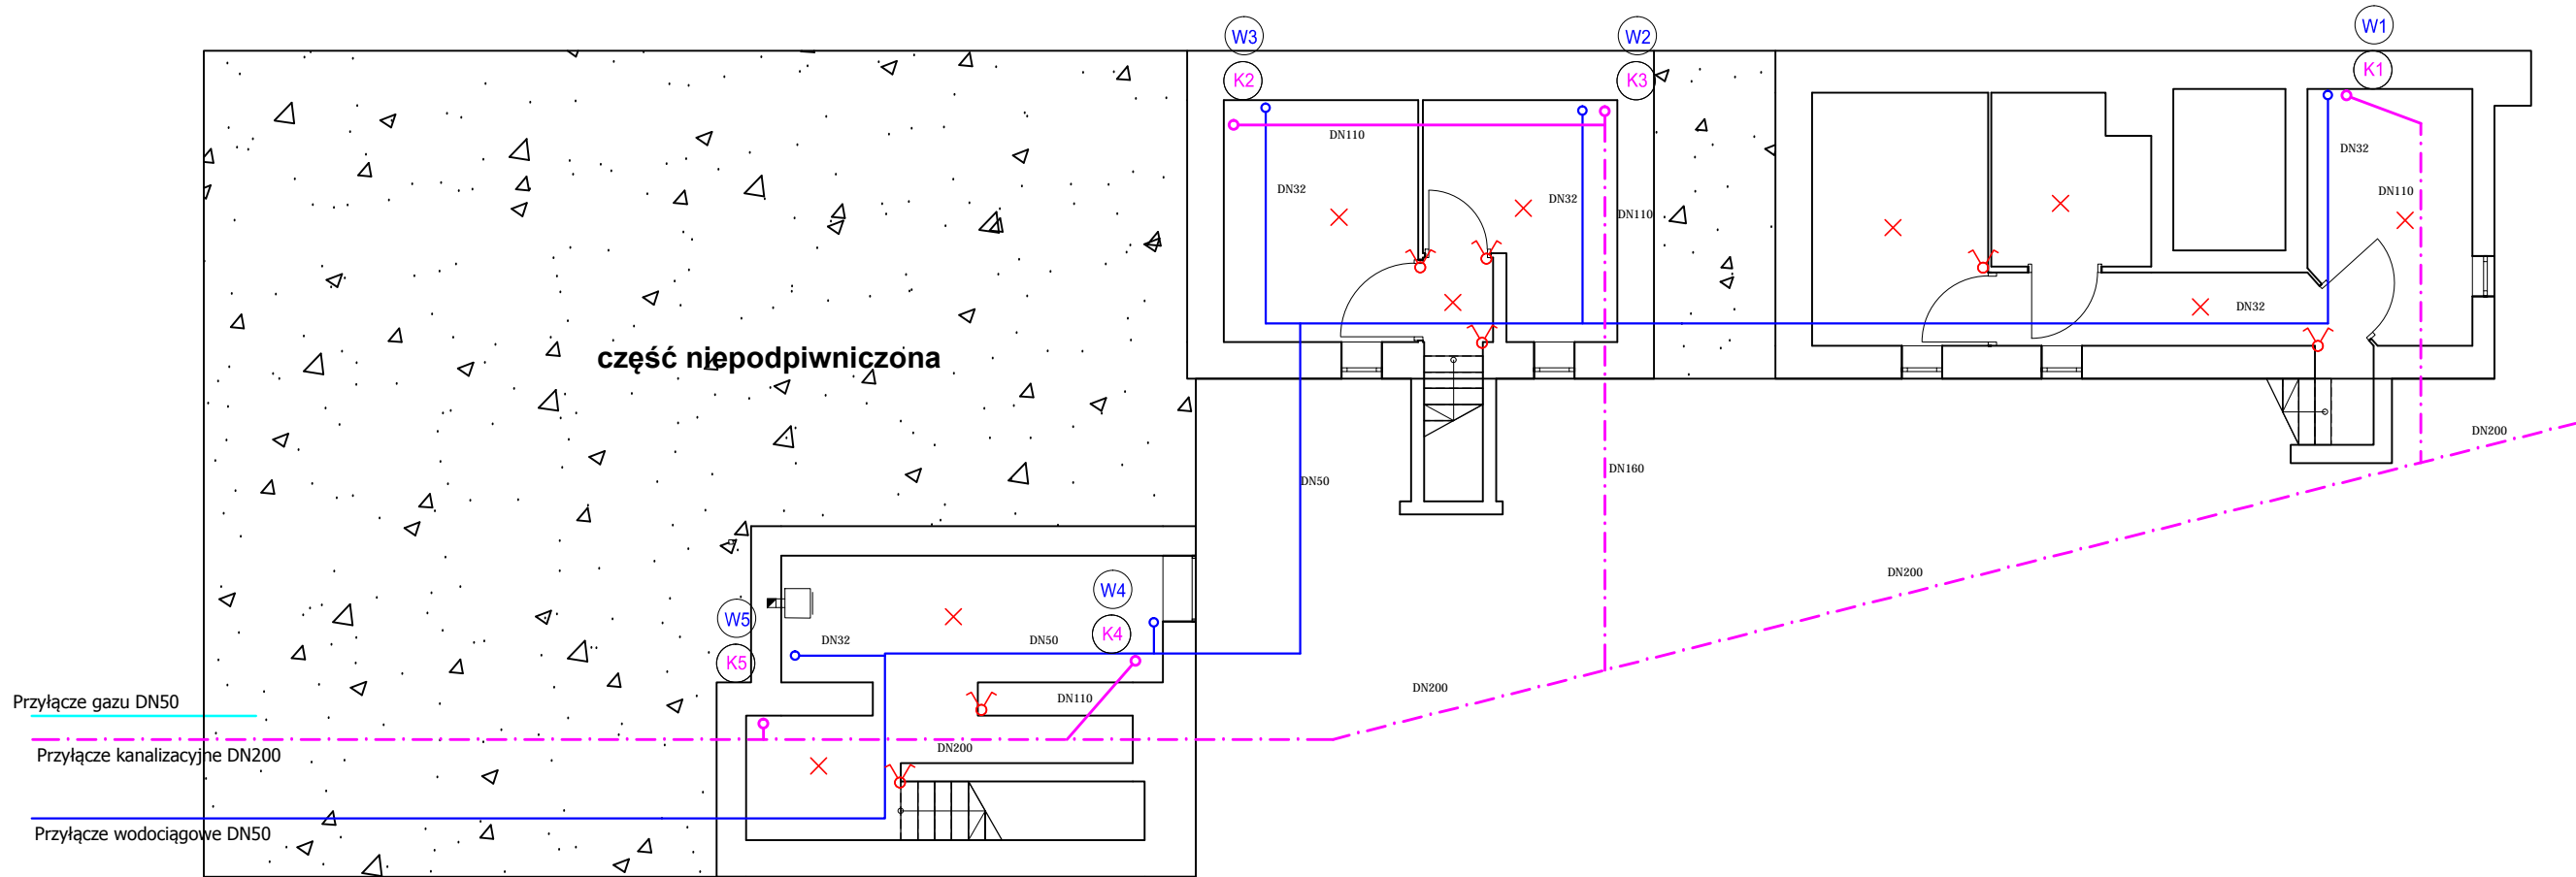 W3
W2
W1
K2
K3
K1
DN110
DN32
DN32
DN110
DN32
DN110
DN32
część niepodpiwniczona
DN200
DN50
DN160
DN200
W4
W5
DN32
DN50
K4
K5
DN110
DN200
Przyłącze gazu DN50
DN200
Przyłącze kanalizacyjne DN200
Przyłącze wodociągowe DN50